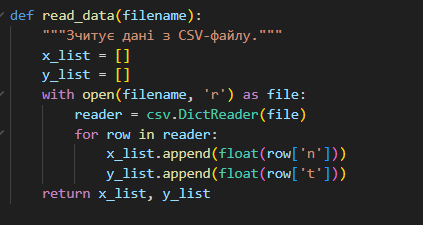 def read_data(filename):
    """Зчитує дані з CSV-файлу."""
    x_list = []
    y_list = []
    with open(filename, 'r') as file:
        reader = csv.DictReader(file)
        for row in reader:
            x_list.append(float(row['n']))
            y_list.append(float(row['t']))
    return x_list, y_list